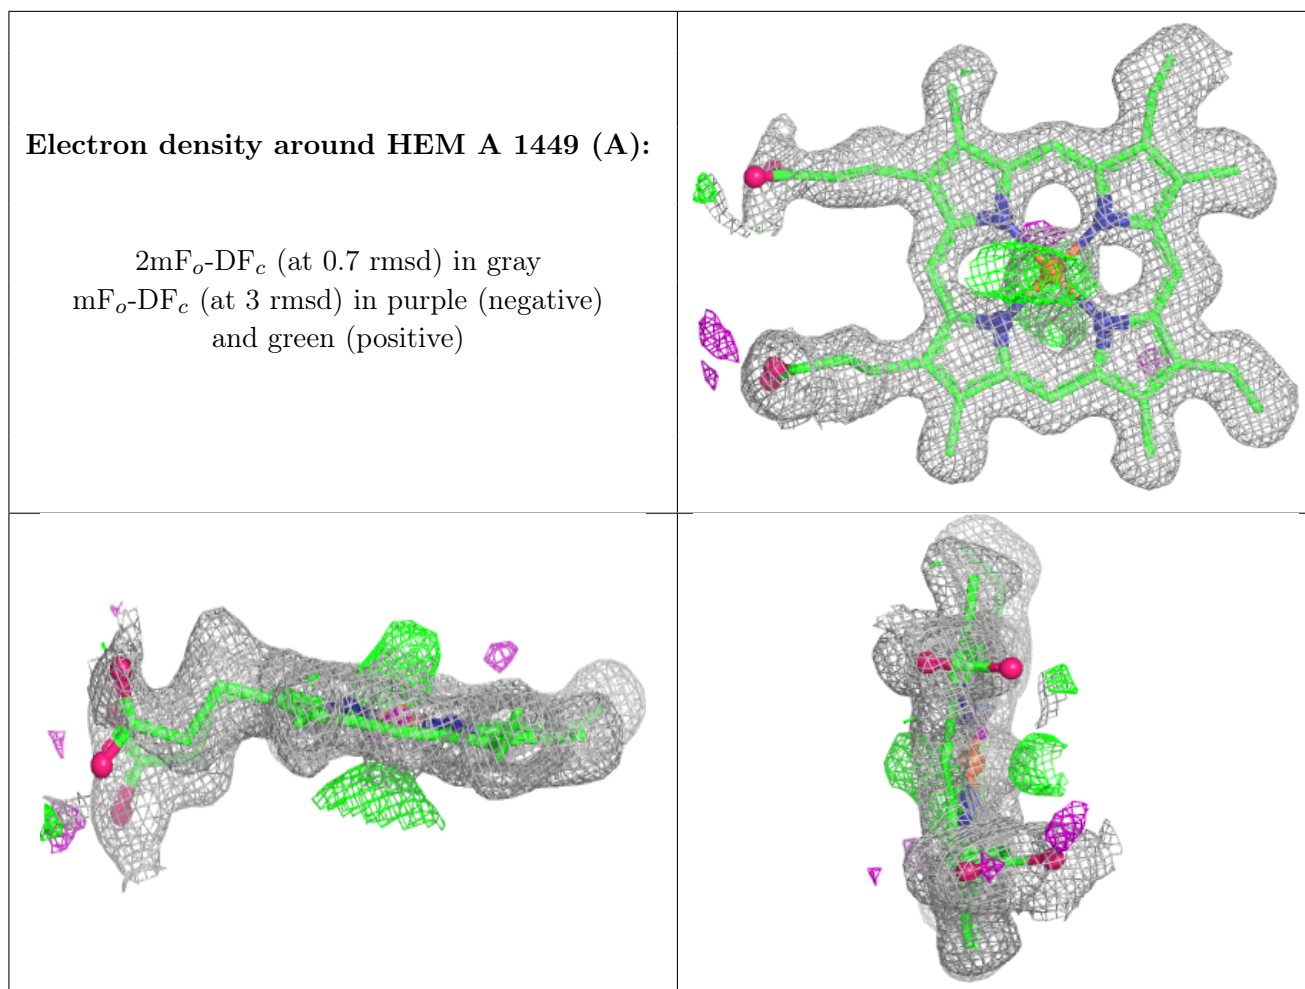 Electron density around HEM A 1449 (A):
2mFₒ-DF𝑐 (at 0.7 rmsd) in gray
mFₒ-DF𝑐 (at 3 rmsd) in purple (negative)
and green (positive)